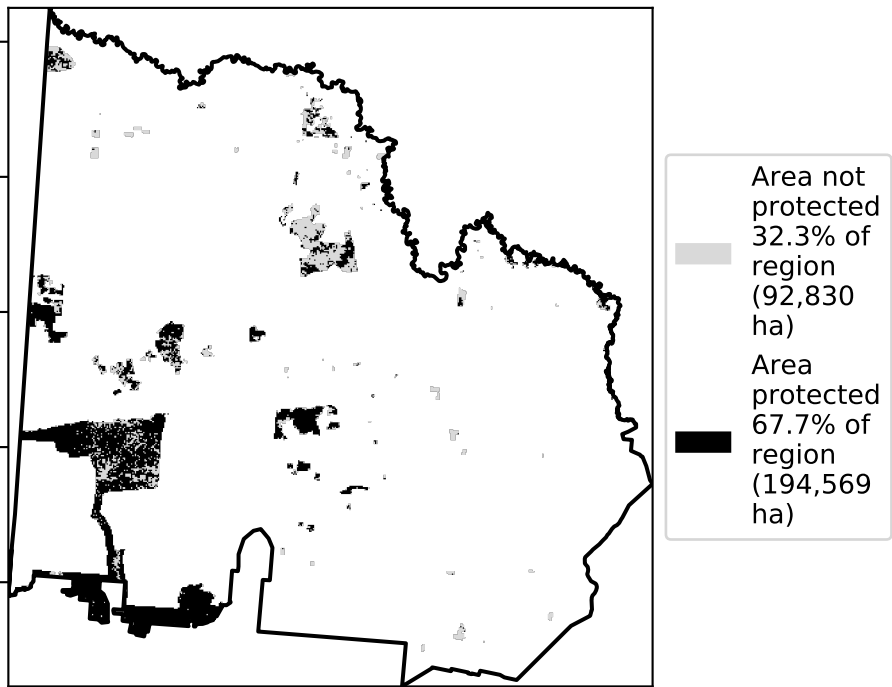 Area not
protected
32.3% of
region
(92,830
ha)
Area
protected
67.7% of
region
(194,569
ha)